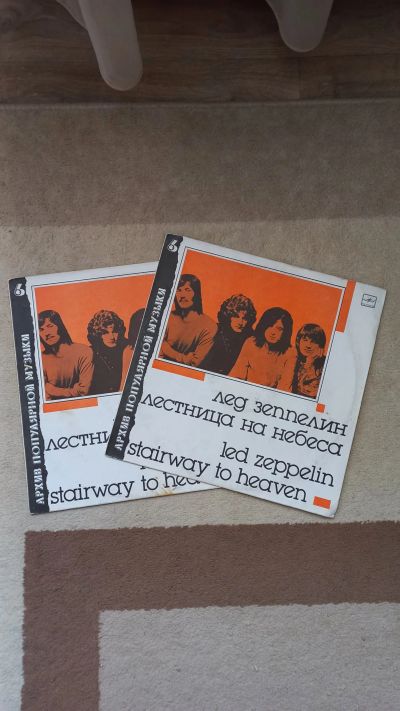 6
АРХИВ ПОПУЛЯРНОЙ МУЗЫКИ
лед зеппелин
лестница на небеса
led zeppelin
stairway to heaven
6
АРХИВ ПОПУЛЯРНОЙ МУЗЫКИ
лестни
stairway to hea